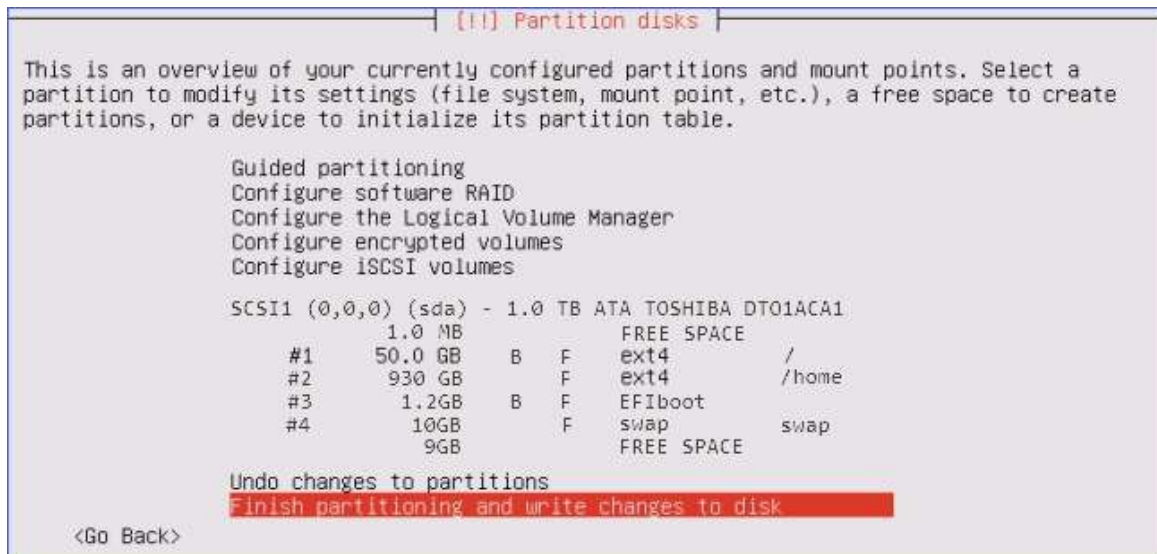 [!!] Partition disks
This is an overview of your currently configured partitions and mount points. Select a
partition to modify its settings (file system, mount point, etc.), a free space to create
partitions, or a device to initialize its partition table.
Guided partitioning
Configure software RAID
Configure the Logical Volume Manager
Configure encrypted volumes
Configure iSCSI volumes
SCSI1 (0,0,0) (sda) - 1.0 TB ATA TOSHIBA DTO1ACA1
1.0 MB FREE SPACE
#1 50.0 GB B F ext4 /
#2 930 GB F ext4 /home
#3 1.2GB B F EFIboot
#4 10GB F swap swap
9GB FREE SPACE
Undo changes to partitions
Finish partitioning and write changes to disk
<Go Back>